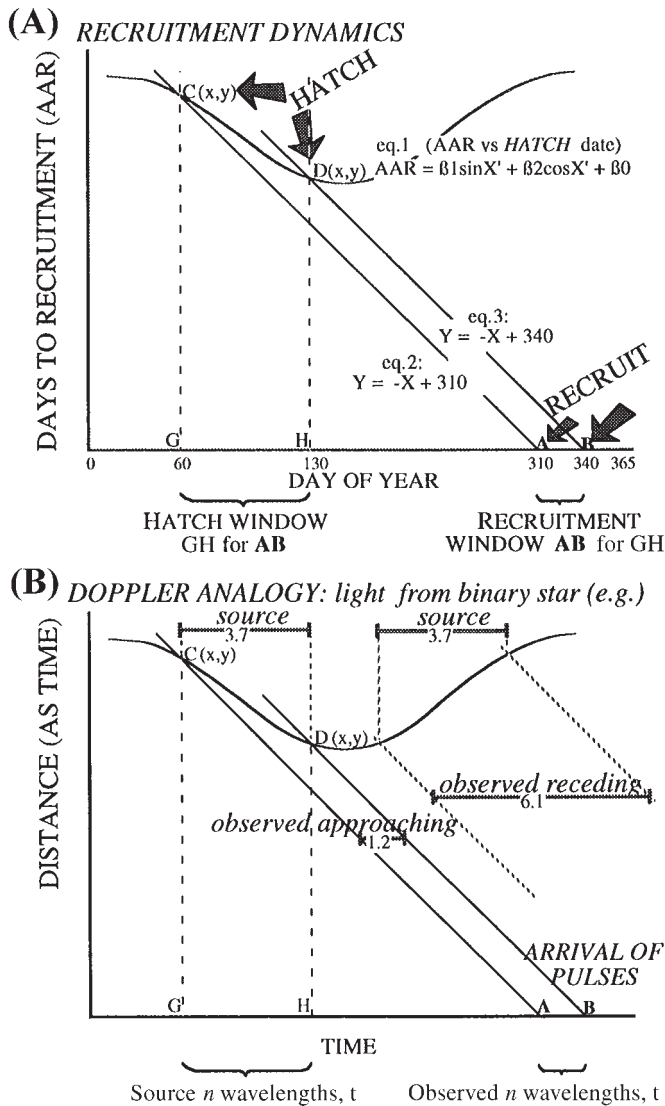 (A) RECRUITMENT DYNAMICS
DAYS TO RECRUITMENT (AAR)
C(x,y)
HATCH
eq.1 (AAR vs HATCH date)
AAR = ß1sinX' + ß2cosX' + ß0
D(x,y)
eq.3:
Y = -X + 340
eq.2:
Y = -X + 310
RECRUIT
G H A B
0 60 130 310 340 365
DAY OF YEAR
HATCH WINDOW
GH for AB
RECRUITMENT
WINDOW AB for GH
(B) DOPPLER ANALOGY: light from binary star (e.g.)
DISTANCE (AS TIME)
source source
3.7 3.7
C(x,y)
D(x,y)
observed receding
6.1
observed approaching
1.2
ARRIVAL OF
PULSES
G H A B
TIME
Source n wavelengths, t
Observed n wavelengths, t